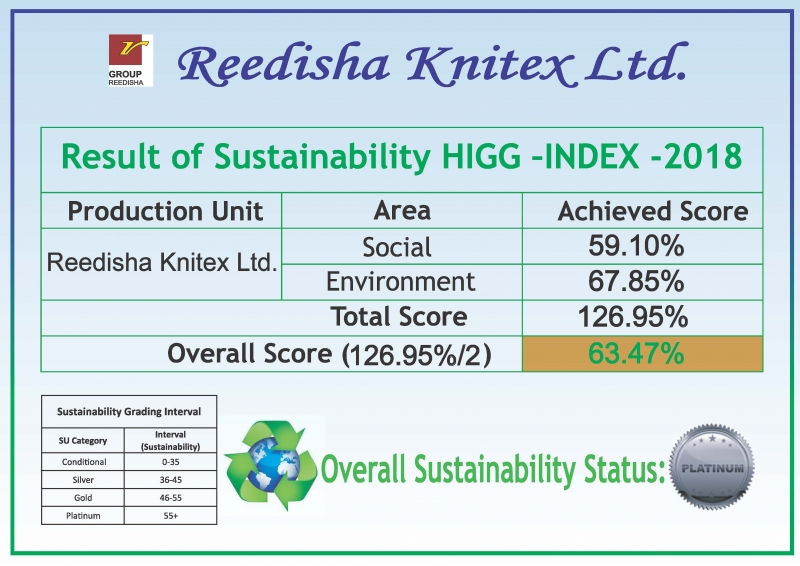 GROUP
REEDISHA
Reedisha Knitex Ltd.
Result of Sustainability HIGG –INDEX -2018
Production Unit Area Achieved Score
Reedisha Knitex Ltd. Social 59.10%
Environment 67.85%
Total Score 126.95%
Overall Score (126.95%/2) 63.47%
Sustainability Grading Interval
SU Category Interval
(Sustainability)
Conditional 0-35
Silver 36-45
Gold 46-55
Platinum 55+
Overall Sustainability Status:
PLATINUM